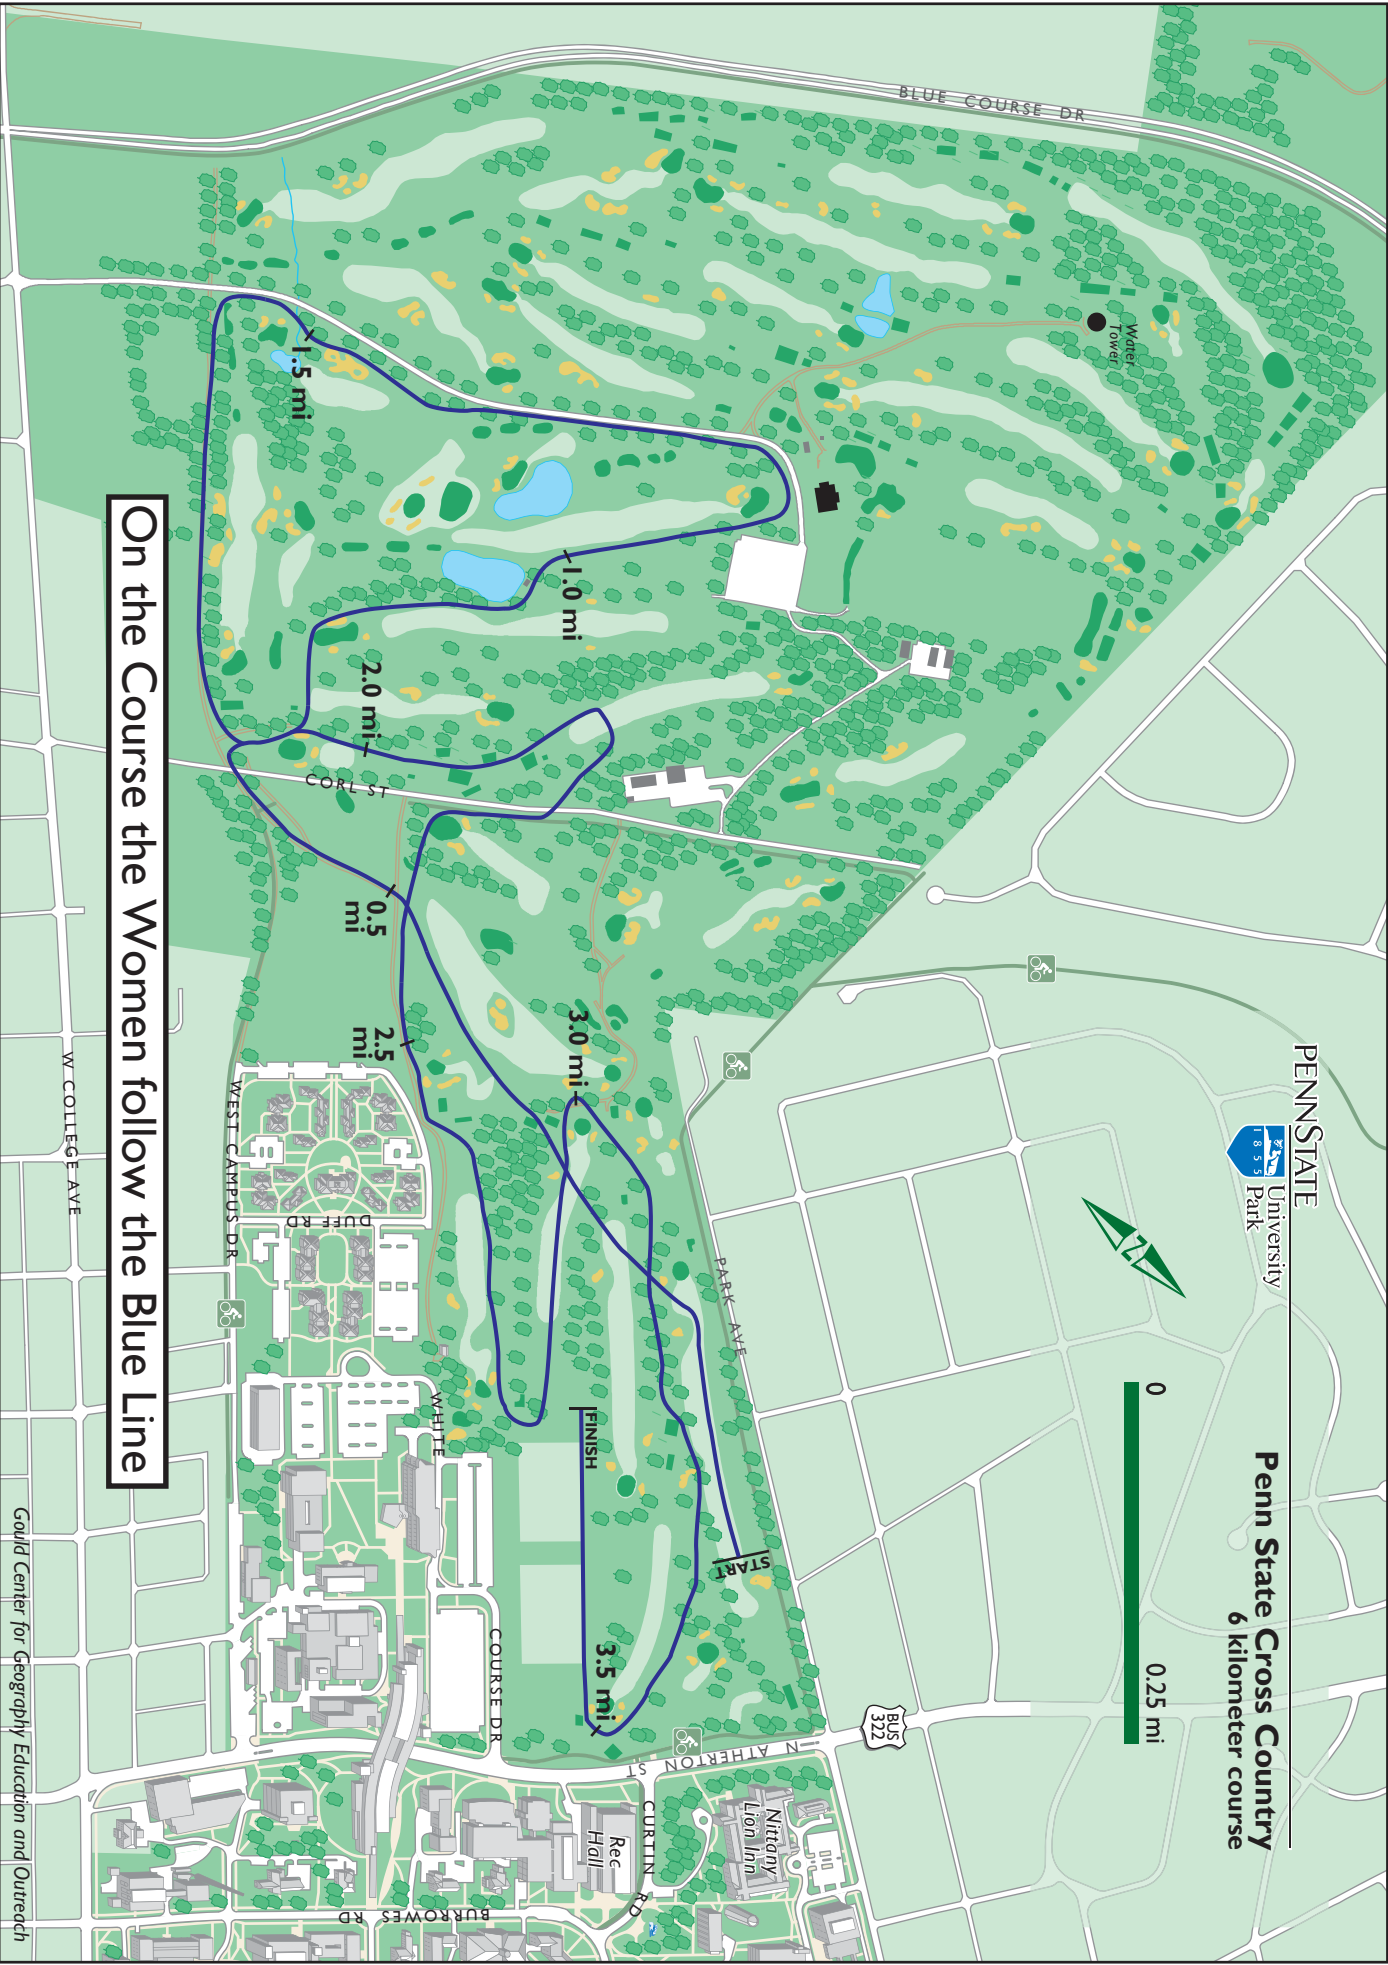 PENNSTATE
1855
University
Park
Penn State Cross Country
6 kilometer course
0
0.25 mi
BLUE COURSE DR
Water
Tower
1.5 mi
1.0 mi
2.0 mi
CORL ST
0.5
mi
2.5
mi
3.0 mi
PARK AVE
START
FINISH
3.5 mi
BUS
322
N ATHERTON
ST
Nittany
Lion Inn
CURTIN RD
Rec
Hall
BURROWES RD
WHITE
COURSE DR
DUFF RD
WEST CAMPUS DR
W COLLEGE AVE
On the Course the Women follow the Blue Line
Gould Center for Geography Education and Outreach